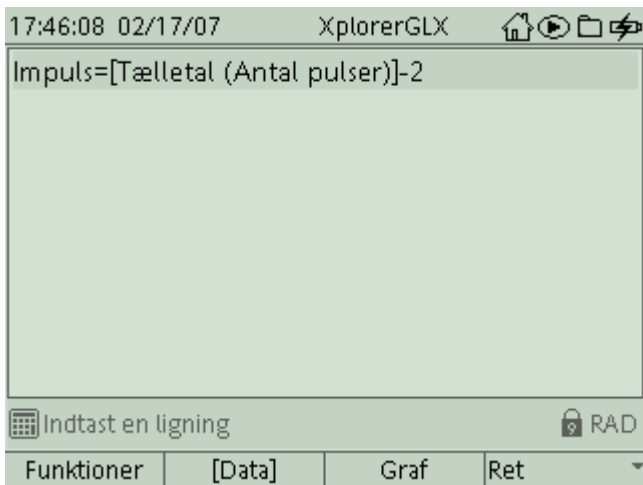 17:46:08 02/17/07 XplorerGLX
Impuls=[Tælletal (Antal pulser)]-2
Indtast en ligning RAD
Funktioner [Data] Graf Ret